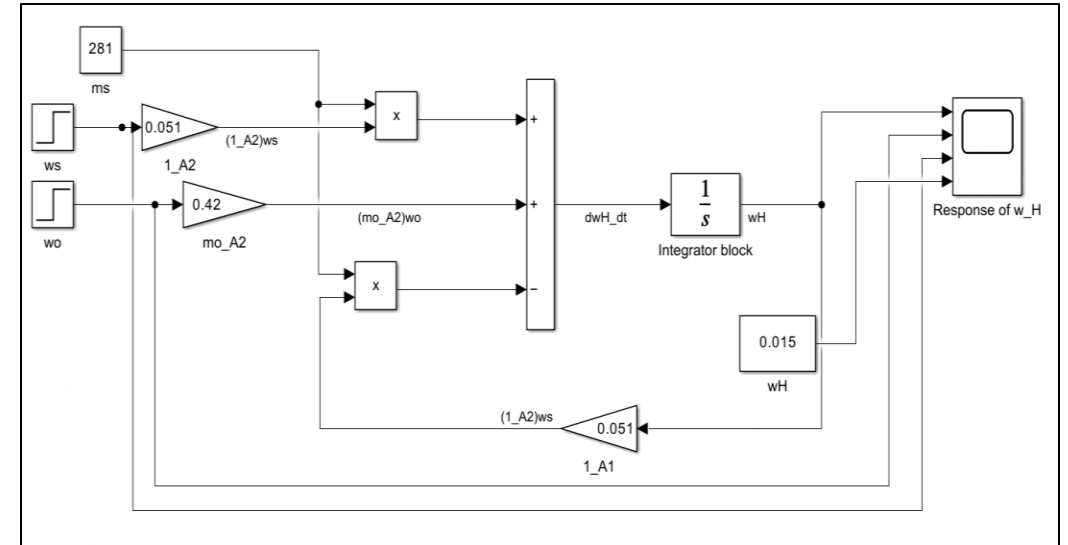 281
ms
ws
0.051
1_A2
(1_A2)ws
x
+
wo
0.42
mo_A2
(mo_A2)wo
+
dwH_dt
1
s
wH
Integrator block
Response of w_H
x
−
0.015
wH
(1_A2)ws
0.051
1_A1